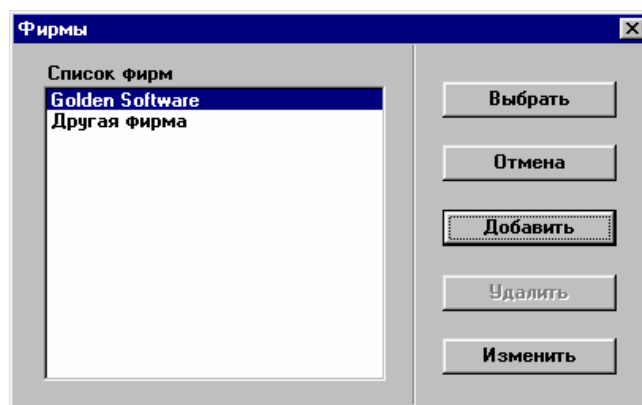 Фирмы
Список фирм
Golden Software
Другая фирма
Выбрать
Отмена
Добавить
Удалить
Изменить